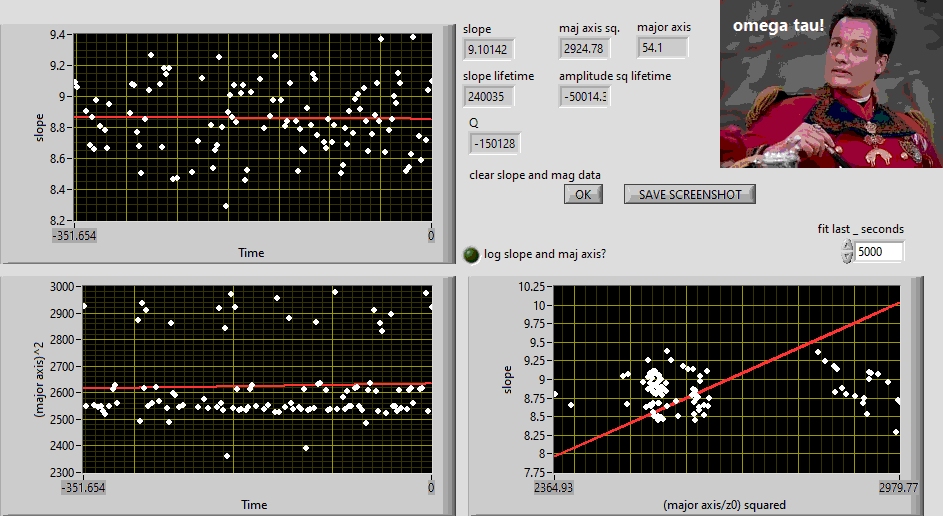 9.4
9.2
9
8.8
8.6
8.4
8.2
slope
-351.654
0
Time
slope
9.10142
maj axis sq.
2924.78
major axis
54.1
slope lifetime
240035
amplitude sq lifetime
-50014.3
Q
-150128
omega tau!
clear slope and mag data
OK
SAVE SCREENSHOT
fit last _ seconds
5000
log slope and maj axis?
3000
2900
2800
2700
2600
2500
2400
2300
(major axis)^2
-351.654
0
Time
10.25
10
9.75
9.5
9.25
9
8.75
8.5
8.25
8
7.75
slope
2364.93
2979.77
(major axis/z0) squared